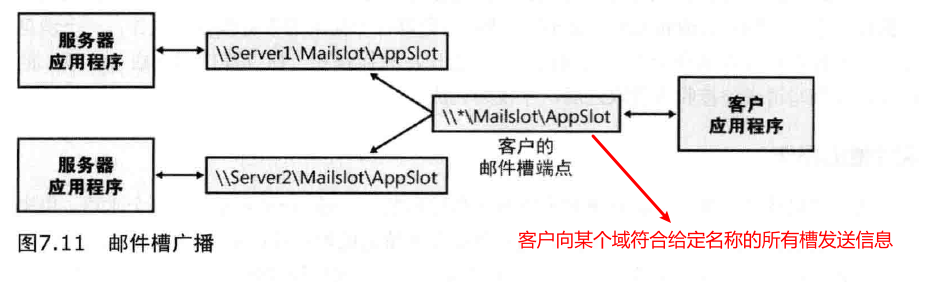 服务器
应用程序
\\Server1\Mailslot\AppSlot
\\*\Mailslot\AppSlot
客户
应用程序
客户的
邮件槽端点
服务器
应用程序
\\Server2\Mailslot\AppSlot
图7.11 邮件槽广播
客户向某个域符合给定名称的所有槽发送信息